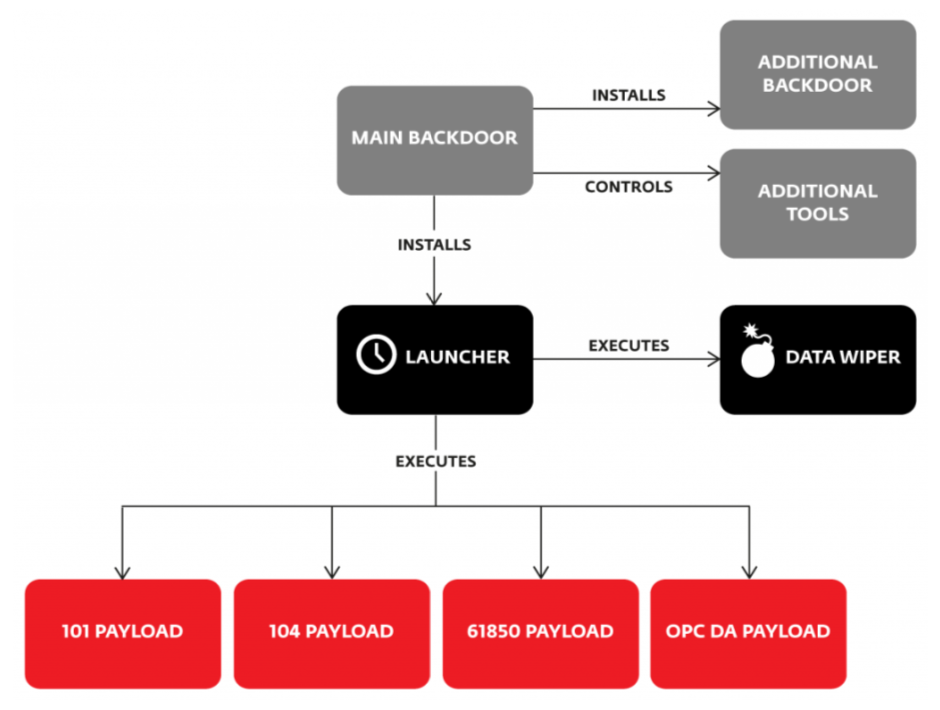 ADDITIONAL
BACKDOOR
INSTALLS
MAIN BACKDOOR
CONTROLS
ADDITIONAL
TOOLS
INSTALLS
LAUNCHER
EXECUTES
DATA WIPER
EXECUTES
101 PAYLOAD
104 PAYLOAD
61850 PAYLOAD
OPC DA PAYLOAD